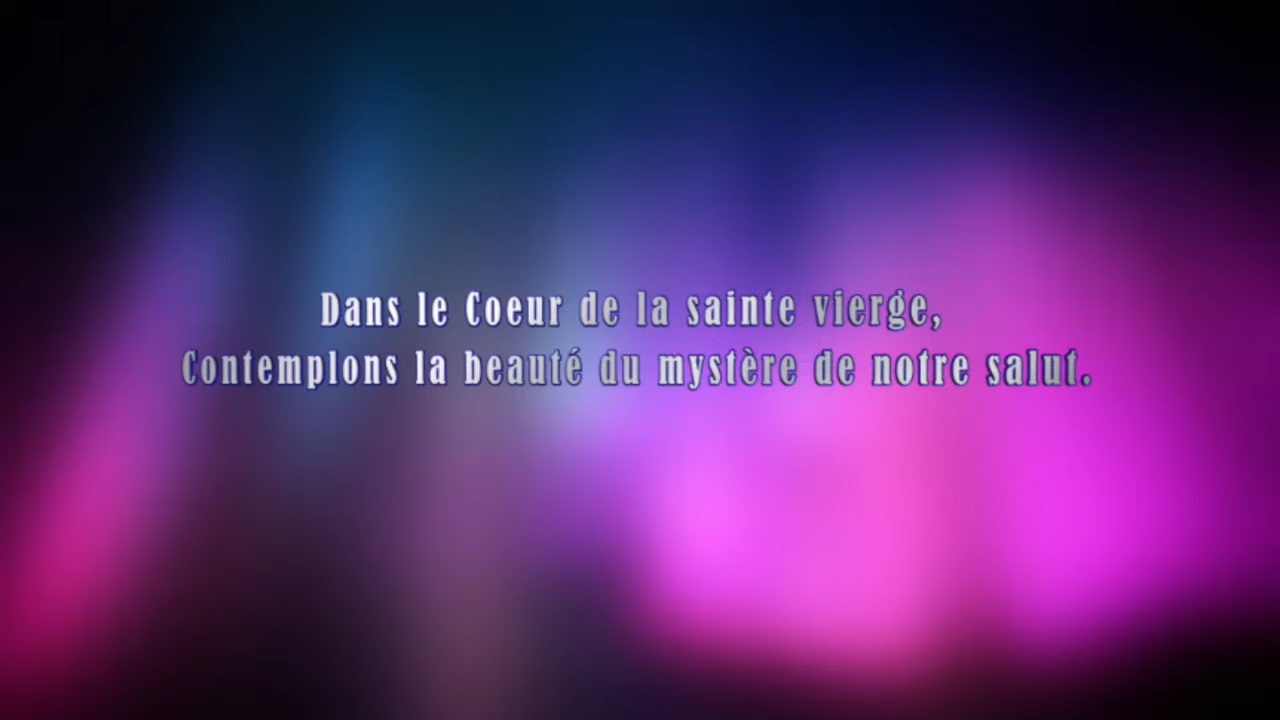 Dans le Coeur de la sainte vierge,
Contemplons la beauté du mystère de notre salut.